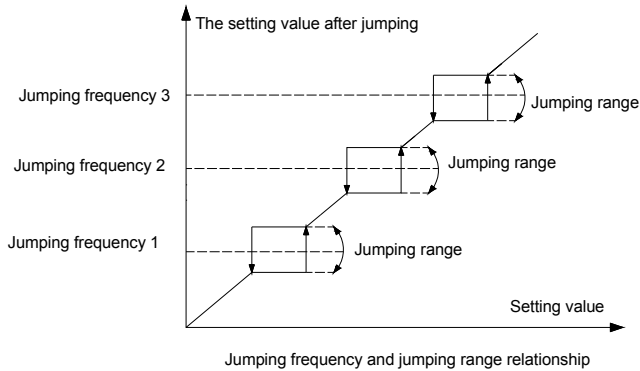 The setting value after jumping
Jumping frequency 3
Jumping range
Jumping frequency 2
Jumping range
Jumping frequency 1
Jumping range
Setting value
Jumping frequency and jumping range relationship